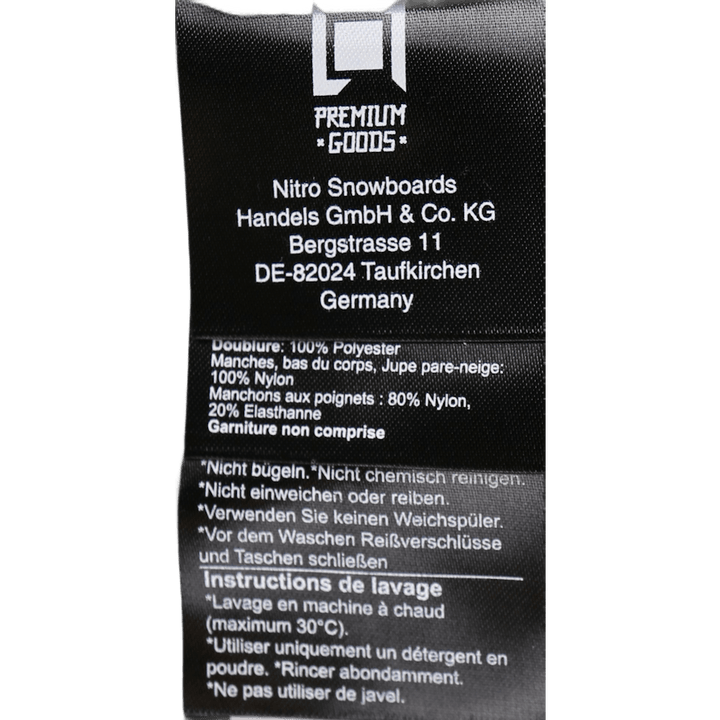 PREMIUM
*GOODS*
Nitro Snowboards
Handels GmbH & Co. KG
Bergstrasse 11
DE-82024 Taufkirchen
Germany
Doublure: 100% Polyester
Manches, bas du corps, Jupe pare-neige:
100% Nylon
Manchons aux poignets : 80% Nylon,
20% Elasthanne
Garniture non comprise
*Nicht bügeln.*Nicht chemisch reinigen.
*Nicht einweichen oder reiben.
*Verwenden Sie keinen Weichspüler.
*Vor dem Waschen Reißverschlüsse
und Taschen schließen
Instructions de lavage
*Lavage en machine à chaud
(maximum 30°C).
*Utiliser uniquement un détergent en
poudre. *Rincer abondamment.
*Ne pas utiliser de javel.